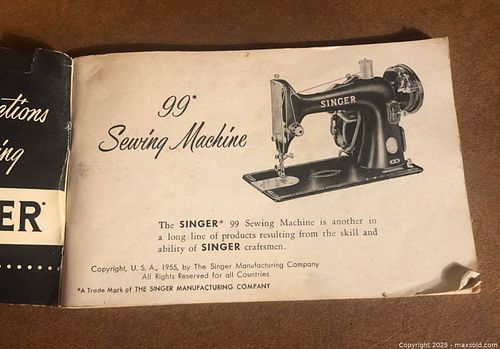 ctions
ing
ER
99*
Sewing Machine
SINGER
The SINGER* 99 Sewing Machine is another in
a long line of products resulting from the skill and
ability of SINGER craftsmen.
Copyright, U. S. A., 1955, by The Singer Manufacturing Company
All Rights Reserved for all Countries
*A Trade Mark of THE SINGER MANUFACTURING COMPANY
Copyright 2025 - maxsold.com